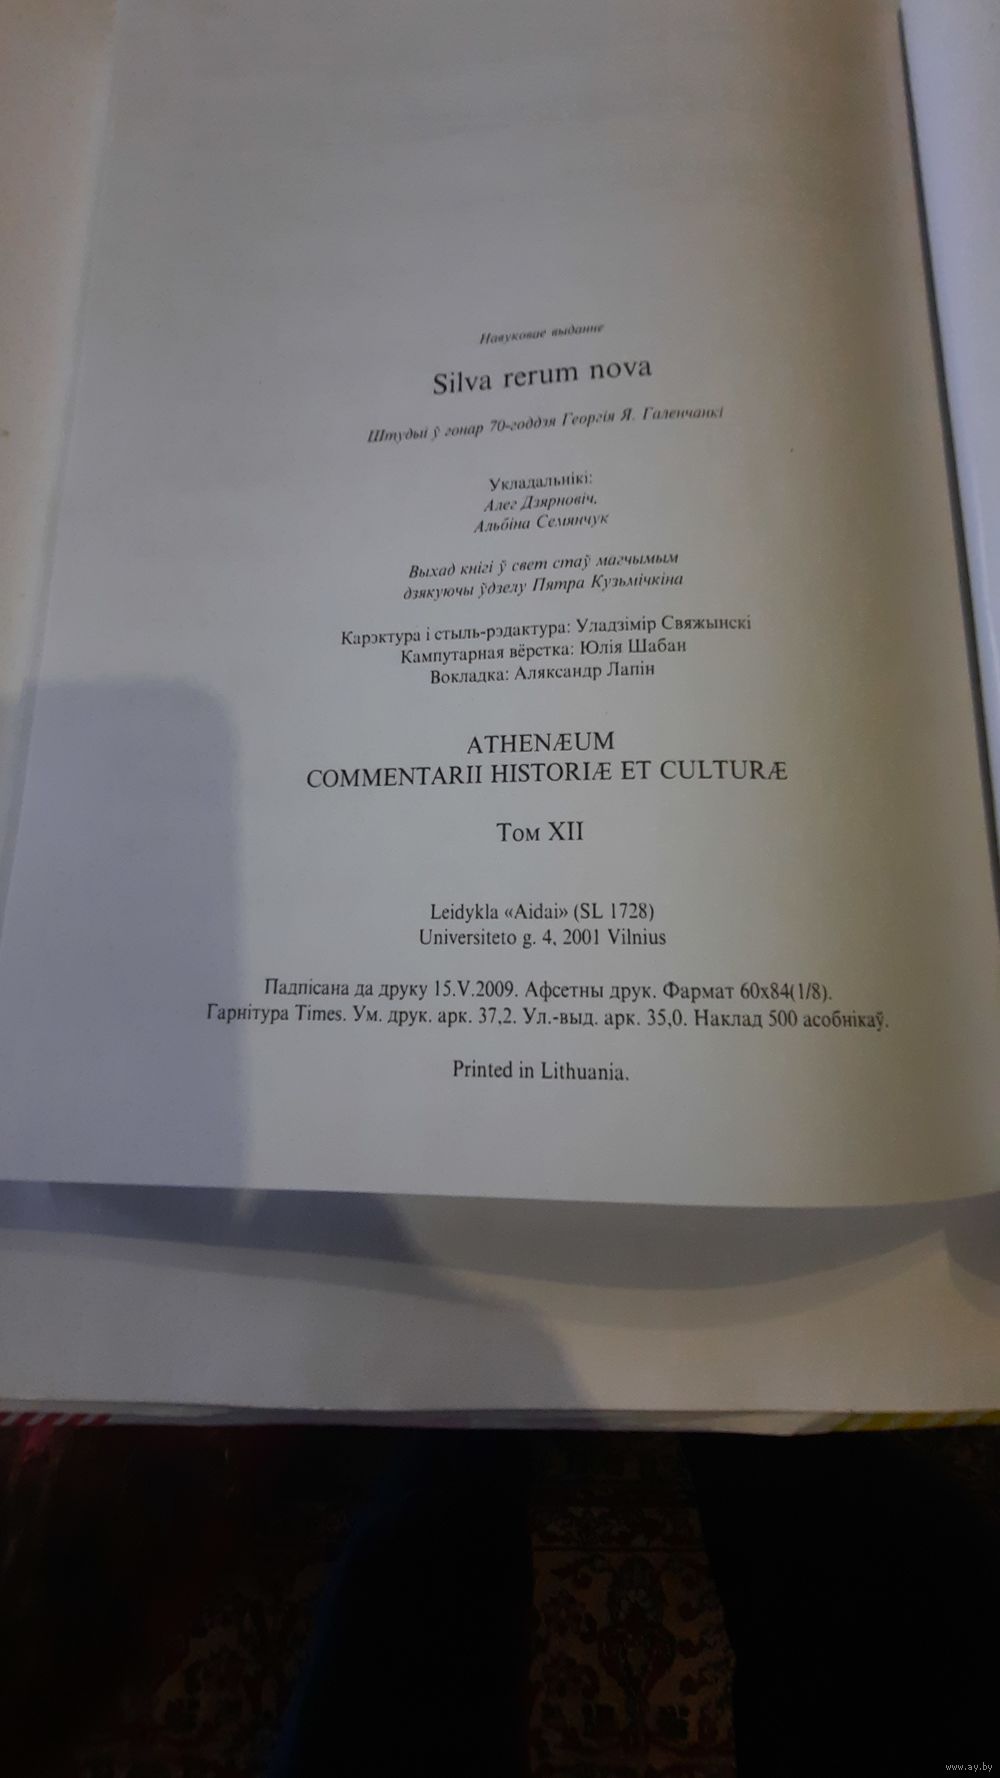 Навуковае выданне
Silva rerum nova
Штудыі ў гонар 70-годдзя Георгія Я. Галенчанкі
Укладальнікі:
Алег Дзярновіч,
Альбіна Семянчук
Выхад кнігі ў свет стаў магчымым
дзякуючы ўдзелу Пятра Кузьмічкіна
Карэктура і стыль-рэдактура: Уладзімір Свяжынскі
Кампутарная вёрстка: Юлія Шабан
Вокладка: Аляксандр Лапін
ATHENÆUM
COMMENTARII HISTORIÆ ET CULTURÆ
Том XII
Leidykla «Aidai» (SL 1728)
Universiteto g. 4, 2001 Vilnius
Падпісана да друку 15.V.2009. Афсетны друк. Фармат 60x84(1/8).
Гарнітура Times. Ум. друк. арк. 37,2. Ул.-выд. арк. 35,0. Наклад 500 асобнікаў.
Printed in Lithuania.
www.ay.by